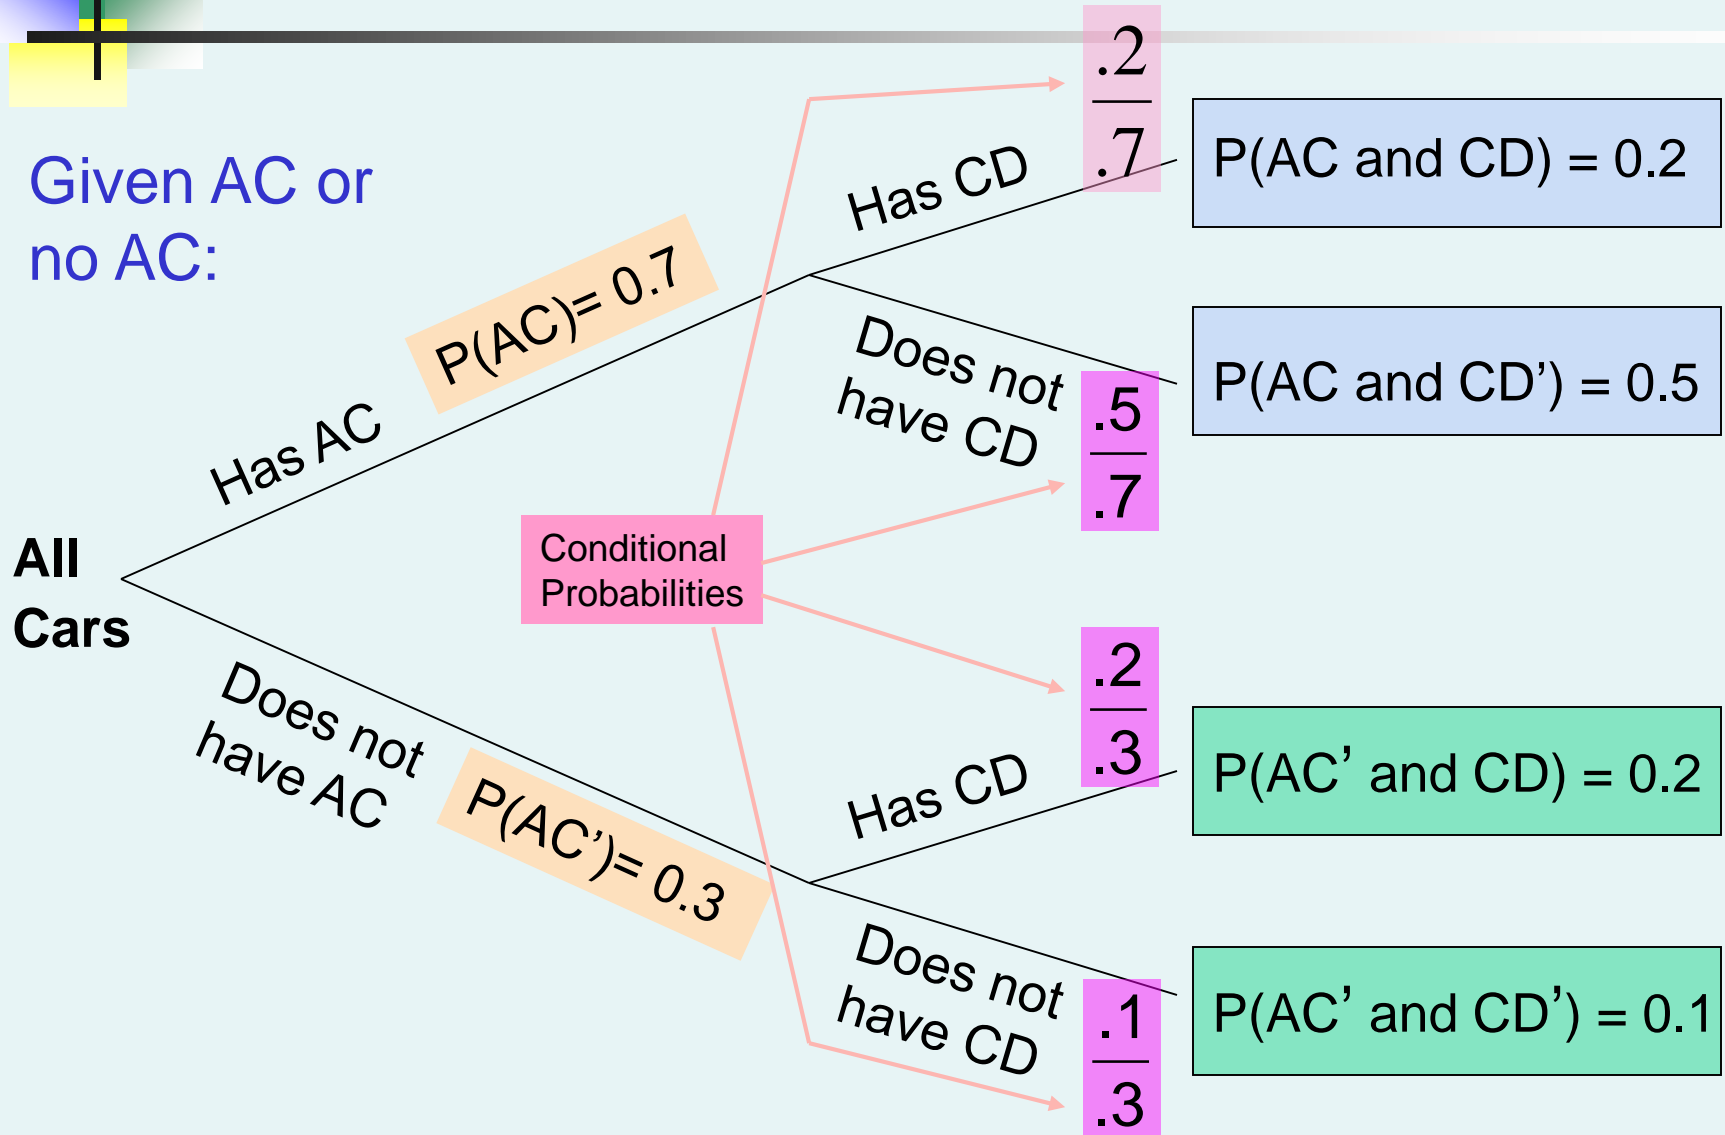 Given AC or
no AC:
All
Cars
Has AC
P(AC)= 0.7
Does not
have AC
P(AC’)= 0.3
Conditional
Probabilities
Has CD
.2
.7
P(AC and CD) = 0.2
Does not
have CD
.5
.7
P(AC and CD’) = 0.5
Has CD
.2
.3
P(AC’ and CD) = 0.2
Does not
have CD
.1
.3
P(AC’ and CD’) = 0.1